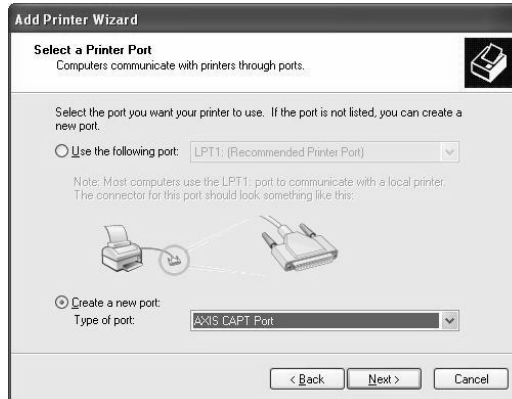 Add Printer Wizard
Select a Printer Port
Computers communicate with printers through ports.
Select the port you want your printer to use. If the port is not listed, you can create a
new port.
Use the following port: LPT1: (Recommended Printer Port)
Note: Most computers use the LPT1: port to communicate with a local printer.
The connector for this port should look something like this:
Create a new port:
Type of port: AXIS CAPT Port
< Back Next > Cancel